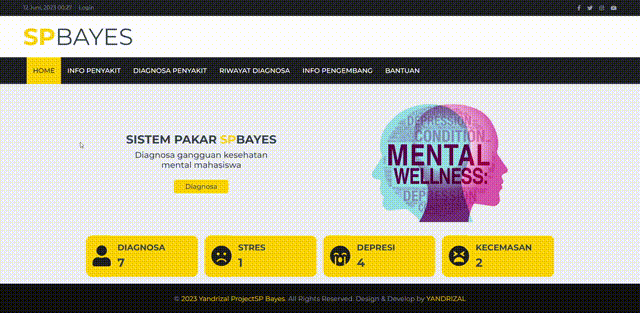 12 Juni, 2023 00:27 Login
SPBAYES
HOME INFO PENYAKIT DIAGNOSA PENYAKIT RIWAYAT DIAGNOSA INFO PENGEMBANG BANTUAN
SISTEM PAKAR SPBAYES
Diagnosa gangguan kesehatan
mental mahasiswa
Diagnosa
DEPRESSION
CONDITION
MENTAL
WELLNESS:
DEPRESSION
DIAGNOSA
7
STRES
1
DEPRESI
4
KECEMASAN
2
© 2023 Yandrizal ProjectSP Bayes. All Rights Reserved. Design & Develop by YANDRIZAL